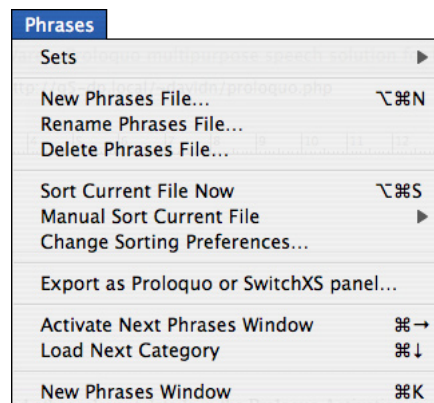 Phrases
Sets ▶
New Phrases File... ⌥⌘N
Rename Phrases File...
Delete Phrases File...
Sort Current File Now ⌥⌘S
Manual Sort Current File ▶
Change Sorting Preferences...
Export as Proloquo or SwitchXS panel...
Activate Next Phrases Window ⌘→
Load Next Category ⌘↓
New Phrases Window ⌘K